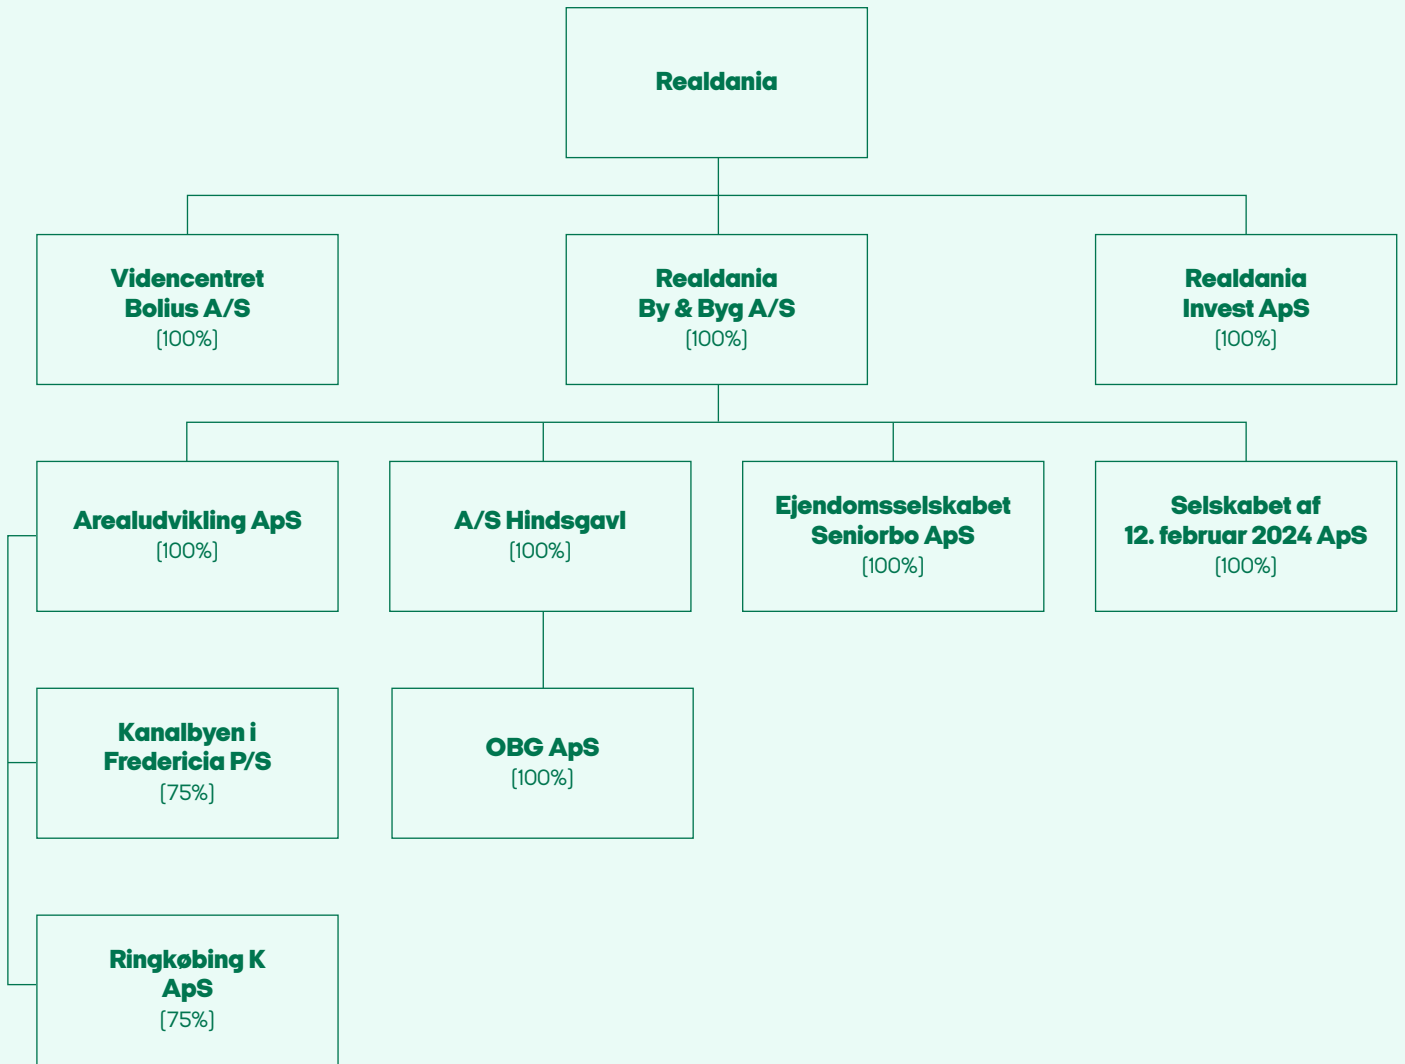 Realdania
Videncentret
Bolius A/S
(100%)
Realdania
By & Byg A/S
(100%)
Realdania
Invest ApS
(100%)
Arealudvikling ApS
(100%)
A/S Hindsgavl
(100%)
Ejendomsselskabet
Seniorbo ApS
(100%)
Selskabet af
12. februar 2024 ApS
(100%)
Kanalbyen i
Fredericia P/S
(75%)
OBG ApS
(100%)
Ringkøbing K
ApS
(75%)